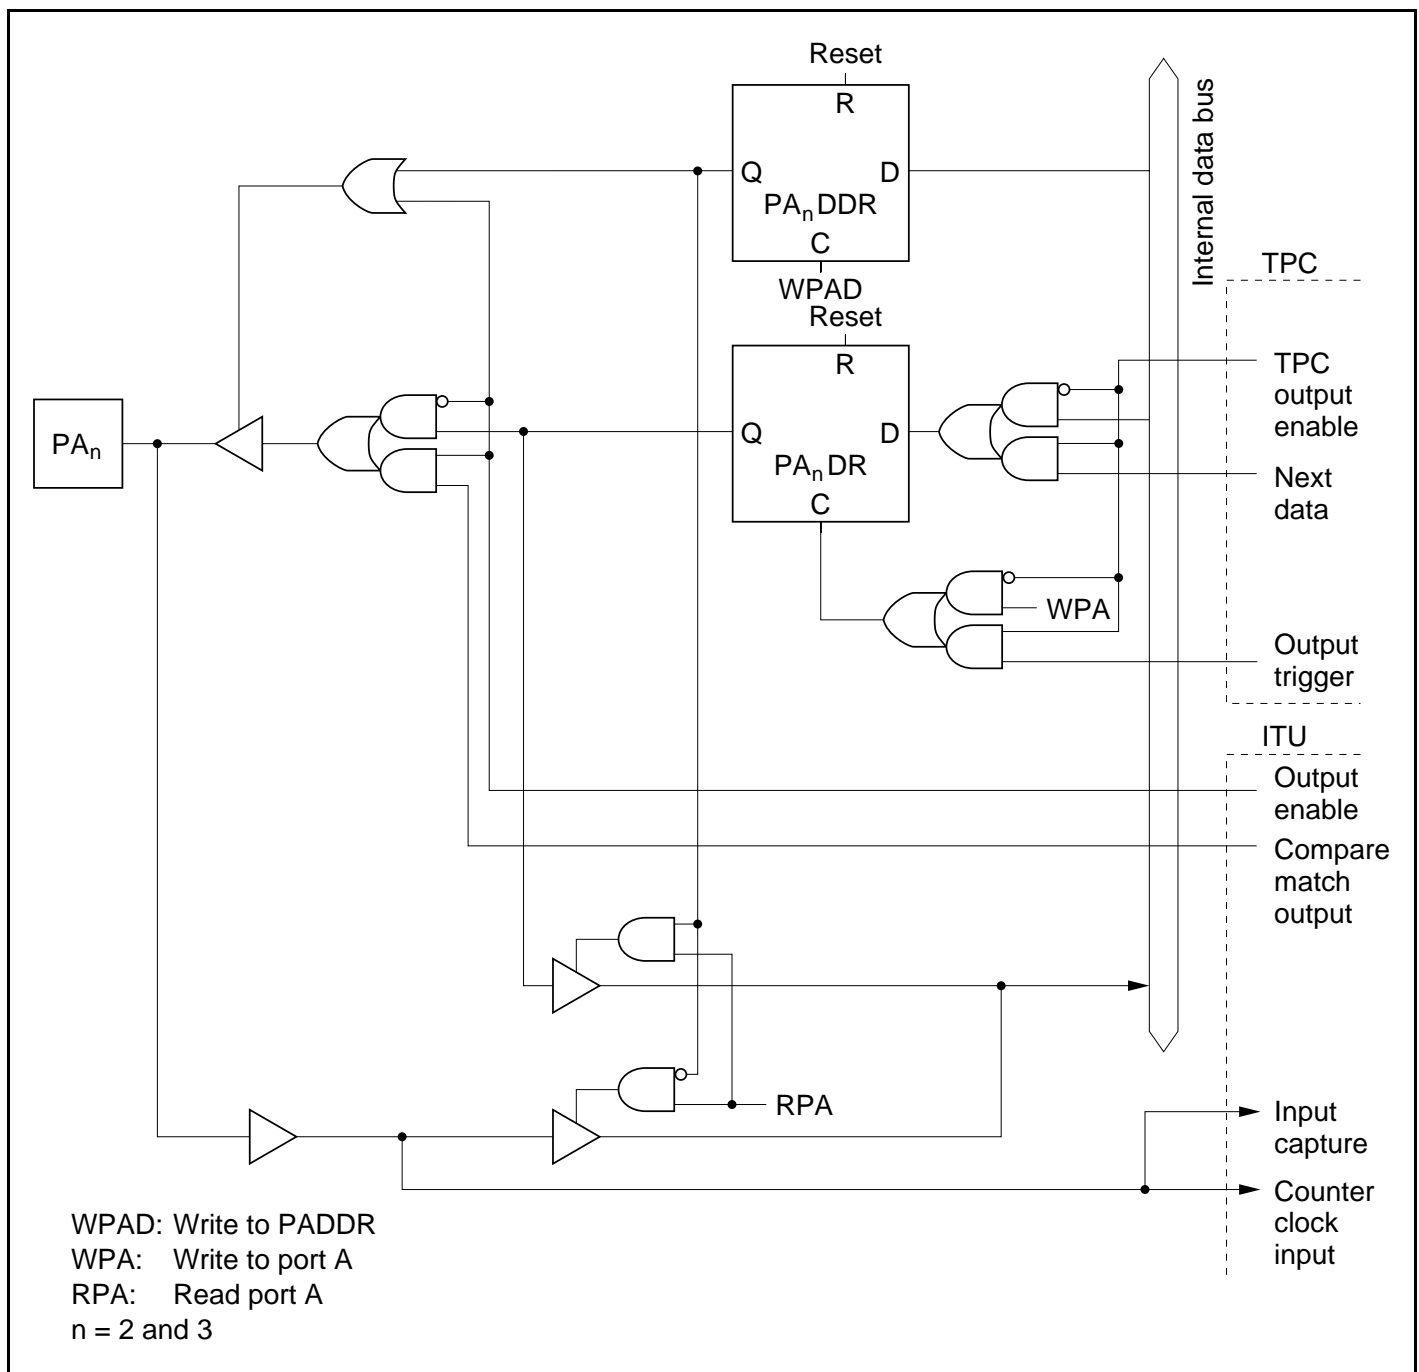 Reset
R
Q
D
PAnDDR
C
WPAD
Internal data bus
TPC
Reset
R
Q
D
PAnDR
C
PAn
TPC
output
enable
Next
data
WPA
Output
trigger
ITU
Output
enable
Compare
match
output
RPA
Input
capture
Counter
clock
input
WPAD: Write to PADDR
WPA: Write to port A
RPA: Read port A
n = 2 and 3